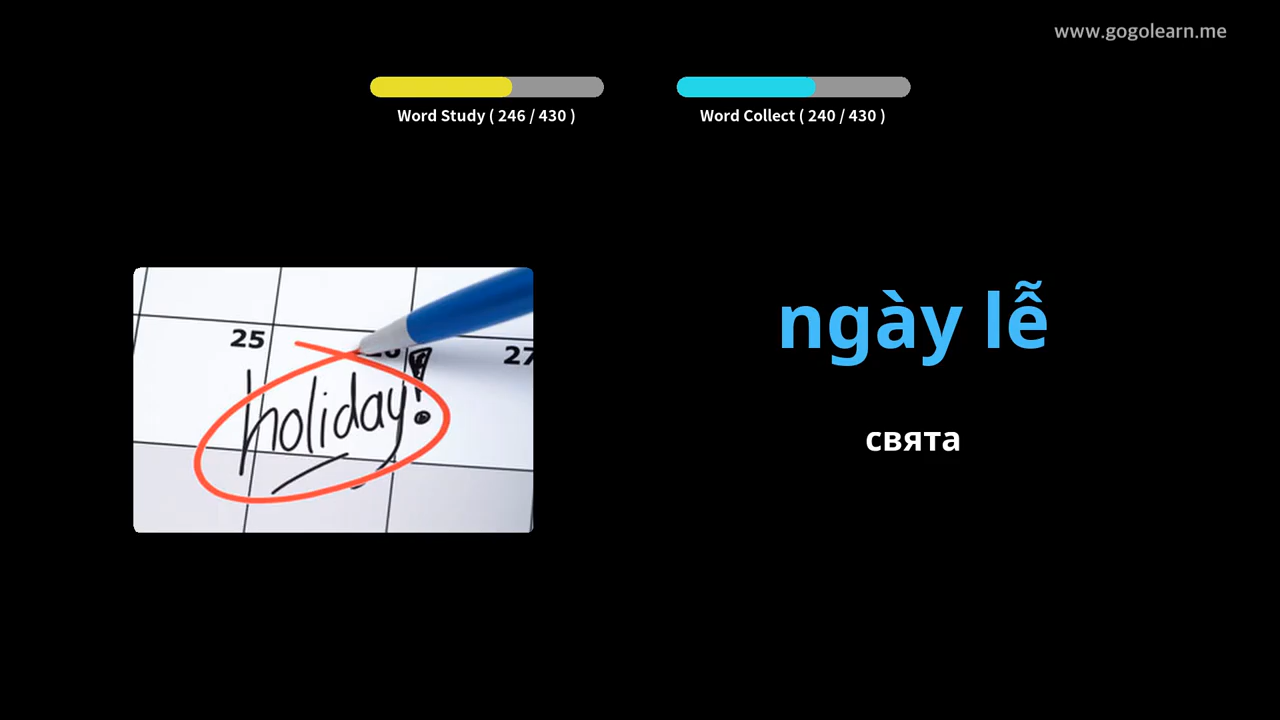 www.gogolearn.me
Word Study ( 246 / 430 )
Word Collect ( 240 / 430 )
25
27
holiday!
ngày lễ
свята